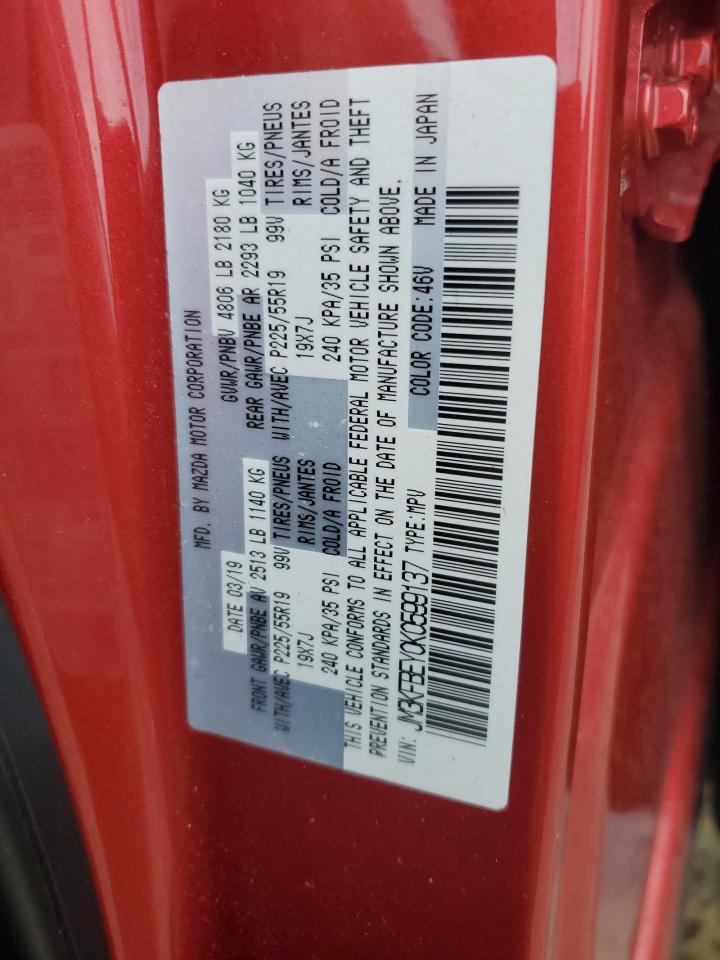 MFD. BY MAZDA MOTOR CORPORATION
DATE 03/19 GVWR/PNBV 4806 LB 2180 KG
FRONT GAWR/PNBE AV 2513 LB 1140 KG REAR GAWR/PNBE AR 2293 LB 1040 KG
WITH/AVEC P225/55R19 99V TIRES/PNEUS WITH/AVEC P225/55R19 99V TIRES/PNEUS
19X7J RIMS/JANTES 19X7J RIMS/JANTES
240 KPA/35 PSI COLD/A FROID 240 KPA/35 PSI COLD/A FROID
THIS VEHICLE CONFORMS TO ALL APPLICABLE FEDERAL MOTOR VEHICLE SAFETY AND THEFT
PREVENTION STANDARDS IN EFFECT ON THE DATE OF MANUFACTURE SHOWN ABOVE.
VIN: JM3KFBEY0K0599137 TYPE:MPV COLOR CODE:46V MADE IN JAPAN